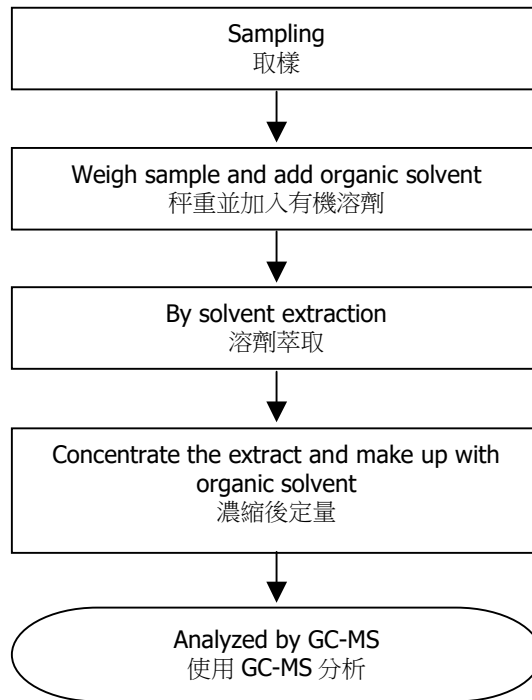 Sampling
取樣
Weigh sample and add organic solvent
秤重並加入有機溶劑
By solvent extraction
溶劑萃取
Concentrate the extract and make up with
organic solvent
濃縮後定量
Analyzed by GC-MS
使用 GC-MS 分析